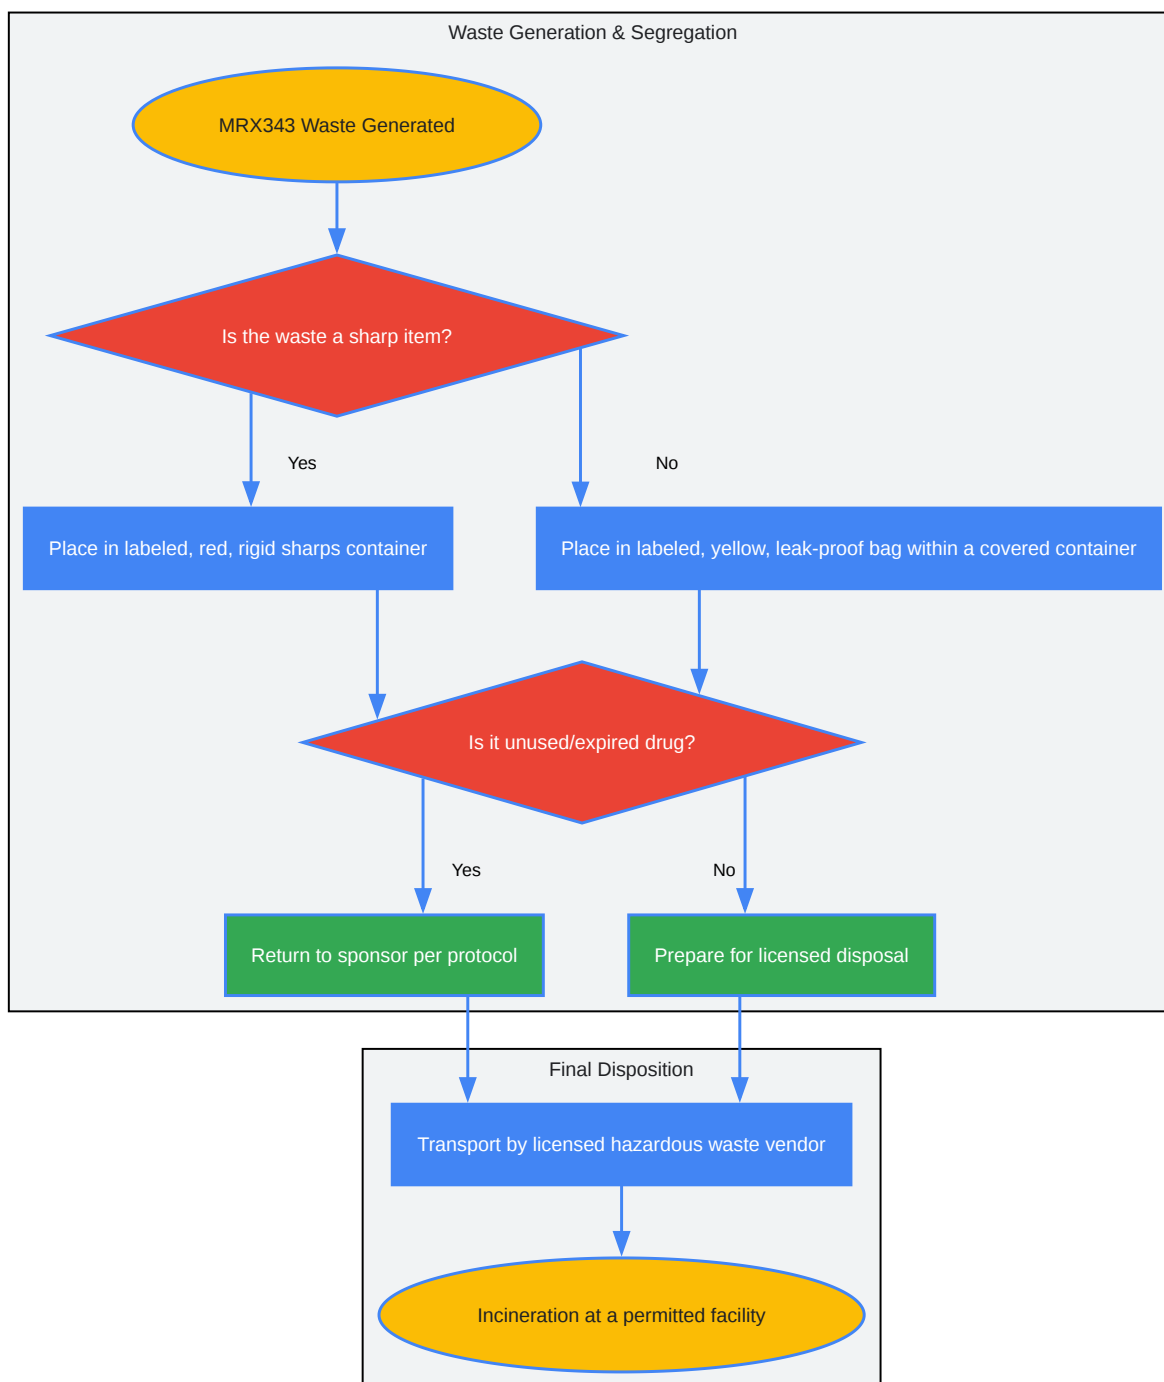 Waste Generation & Segregation
MRX343 Waste Generated
Is the waste a sharp item?
Yes
No
Place in labeled, red, rigid sharps container
Place in labeled, yellow, leak-proof bag within a covered container
Is it unused/expired drug?
Yes
No
Return to sponsor per protocol
Prepare for licensed disposal
Final Disposition
Transport by licensed hazardous waste vendor
Incineration at a permitted facility